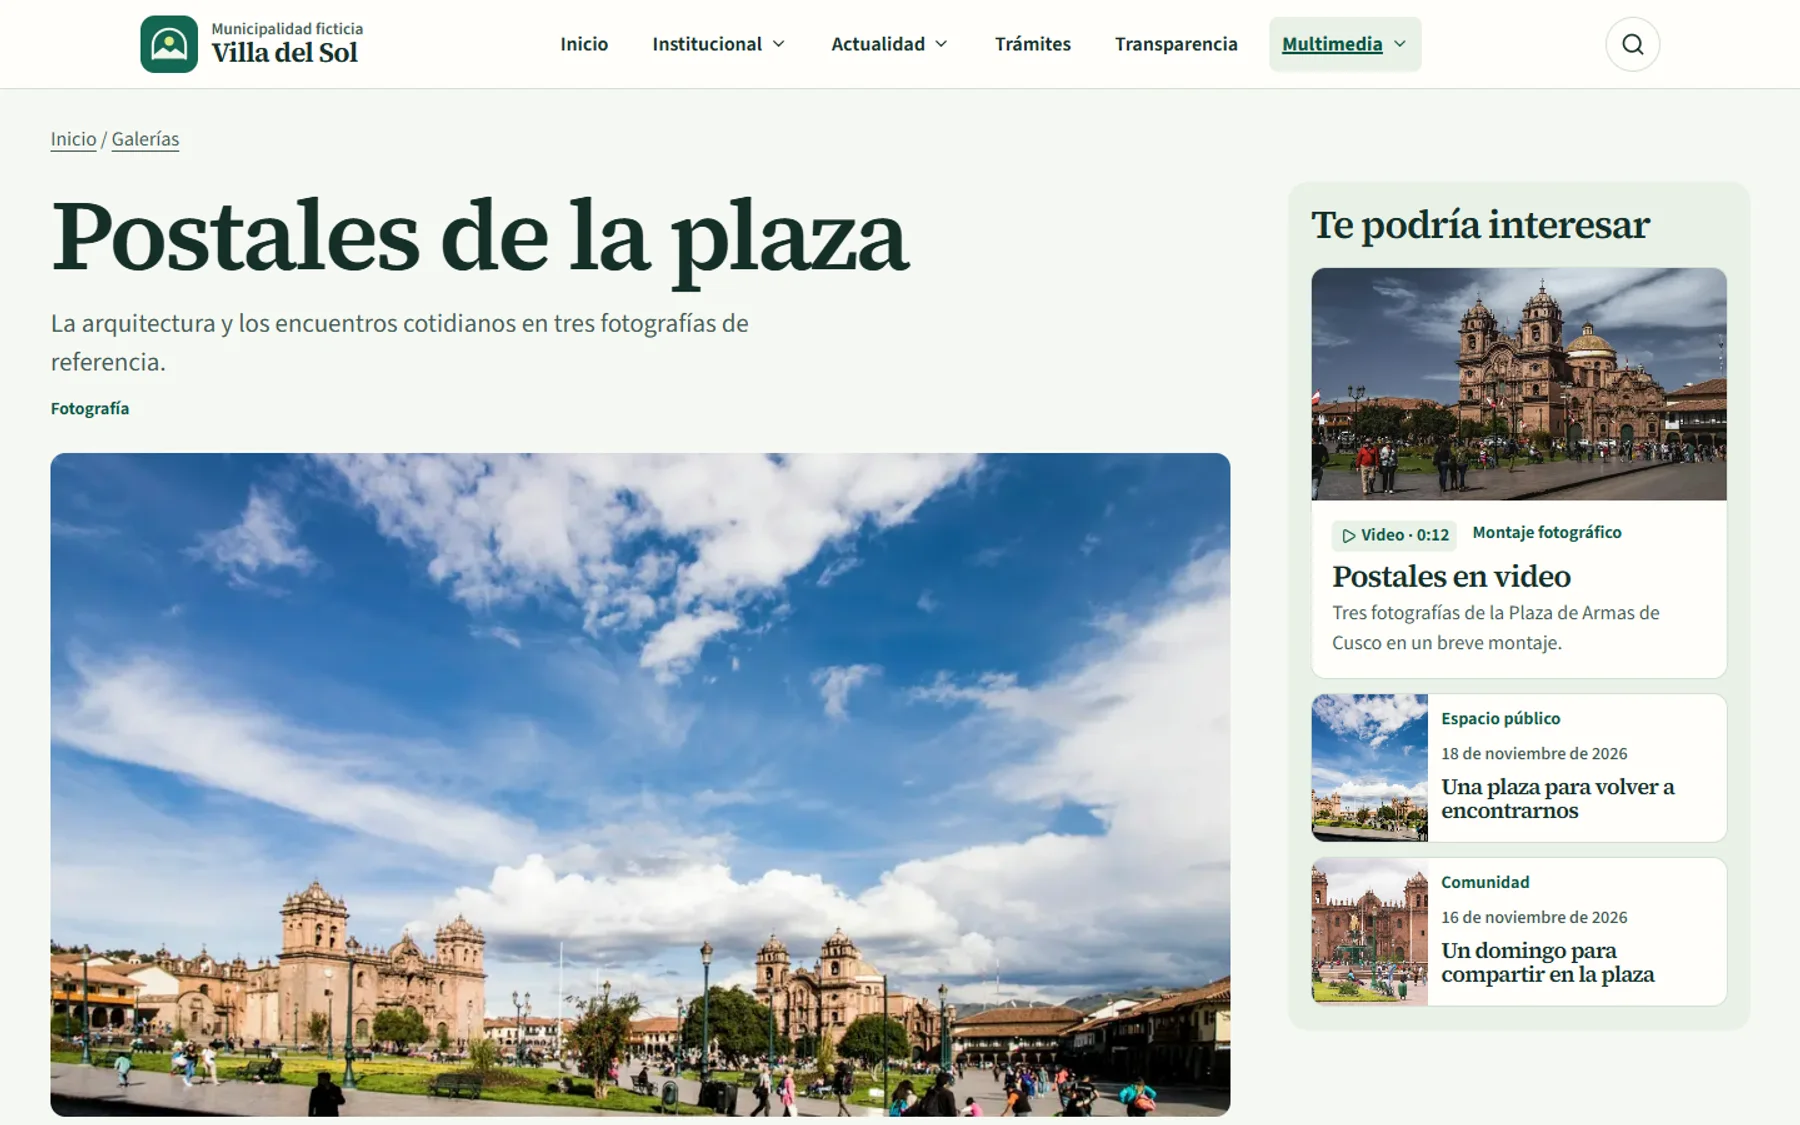 Municipalidad ficticia
Villa del Sol
Inicio
Institucional
Actualidad
Trámites
Transparencia
Multimedia
Inicio / Galerías
Postales de la plaza
La arquitectura y los encuentros cotidianos en tres fotografías de
referencia.
Fotografía
Te podría interesar
Video · 0:12
Montaje fotográfico
Postales en video
Tres fotografías de la Plaza de Armas de
Cusco en un breve montaje.
Espacio público
18 de noviembre de 2026
Una plaza para volver a
encontrarnos
Comunidad
16 de noviembre de 2026
Un domingo para
compartir en la plaza